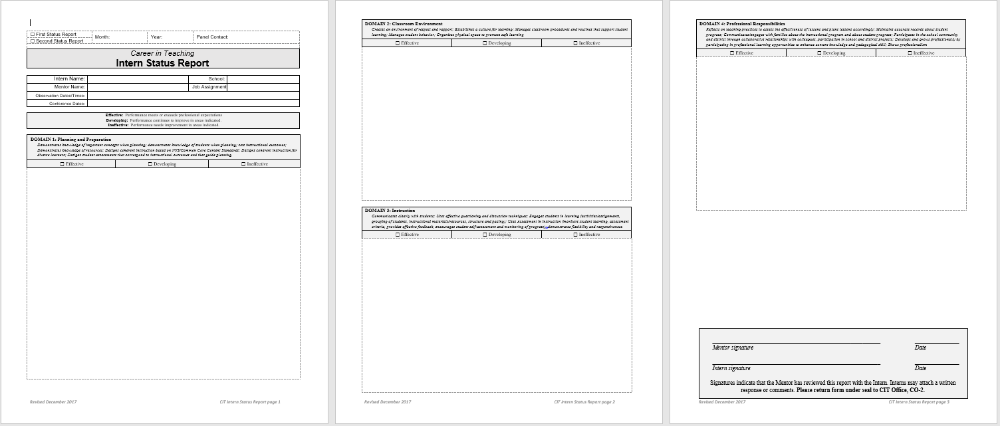 ☐ First Status Report
☐ Second Status Report
Month:
Year:
Panel Contact:
Career in Teaching
Intern Status Report
Intern Name:
School:
Mentor Name:
Job Assignment
Observation Dates/Times:
Conference Dates:
Effective: Performance meets or exceeds professional expectations
Developing: Performance continues to improve in areas indicated.
Ineffective: Performance needs improvement in areas indicated.
DOMAIN 1: Planning and Preparation
Demonstrates knowledge of important concepts when planning; demonstrates knowledge of students when planning; sets instructional outcomes;
Demonstrates knowledge of resources; Designs coherent instruction based on NYS/Common Core Content Standards; Designs coherent instruction for
diverse learners; Designs student assessments that correspond to instructional outcomes and that guide planning
☐ Effective
☐ Developing
☐ Ineffective
Revised December 2017
CIT Intern Status Report page 1
DOMAIN 2: Classroom Environment
Creates an environment of respect and rapport; Establishes a culture for learning; Manages classroom procedures and routines that support student
learning; Manages student behavior; Organizes physical space to promote safe learning
☐ Effective
☐ Developing
☐ Ineffective
DOMAIN 3: Instruction
Communicates clearly with students; Uses effective questioning and discussion techniques; Engages students in learning (activities/assignments,
grouping of students, instructional materials/resources, structure and pacing); Uses Assessment in instruction (monitors student learning, assessment
criteria, provides effective feedback, encourages student self-assessment and monitoring of progress); demonstrates flexibility and responsiveness.
☐ Effective
☐ Developing
☐ Ineffective
Revised December 2017
CIT Intern Status Report page 2
DOMAIN 4: Professional Responsibilities
Reflects on teaching practices to assess the effectiveness of lessons and plans lessons accordingly; Maintains accurate records about student
progress; Communicates/engages with families about the instructional program and about student progress; Participates in the school community
and district through collaborative relationships with colleagues, participation in school and district projects; Develops and grows professionally by
participating in professional learning opportunities to enhance content knowledge and pedagogical skill; Shows professionalism
☐ Effective
☐ Developing
☐ Ineffective
Mentor signature
Date
Intern signature
Date
Signatures indicate that the Mentor has reviewed this report with the Intern. Interns may attach a written
response or comments. Please return form under seal to CIT Office, CO-2.
Revised December 2017
CIT Intern Status Report page 3